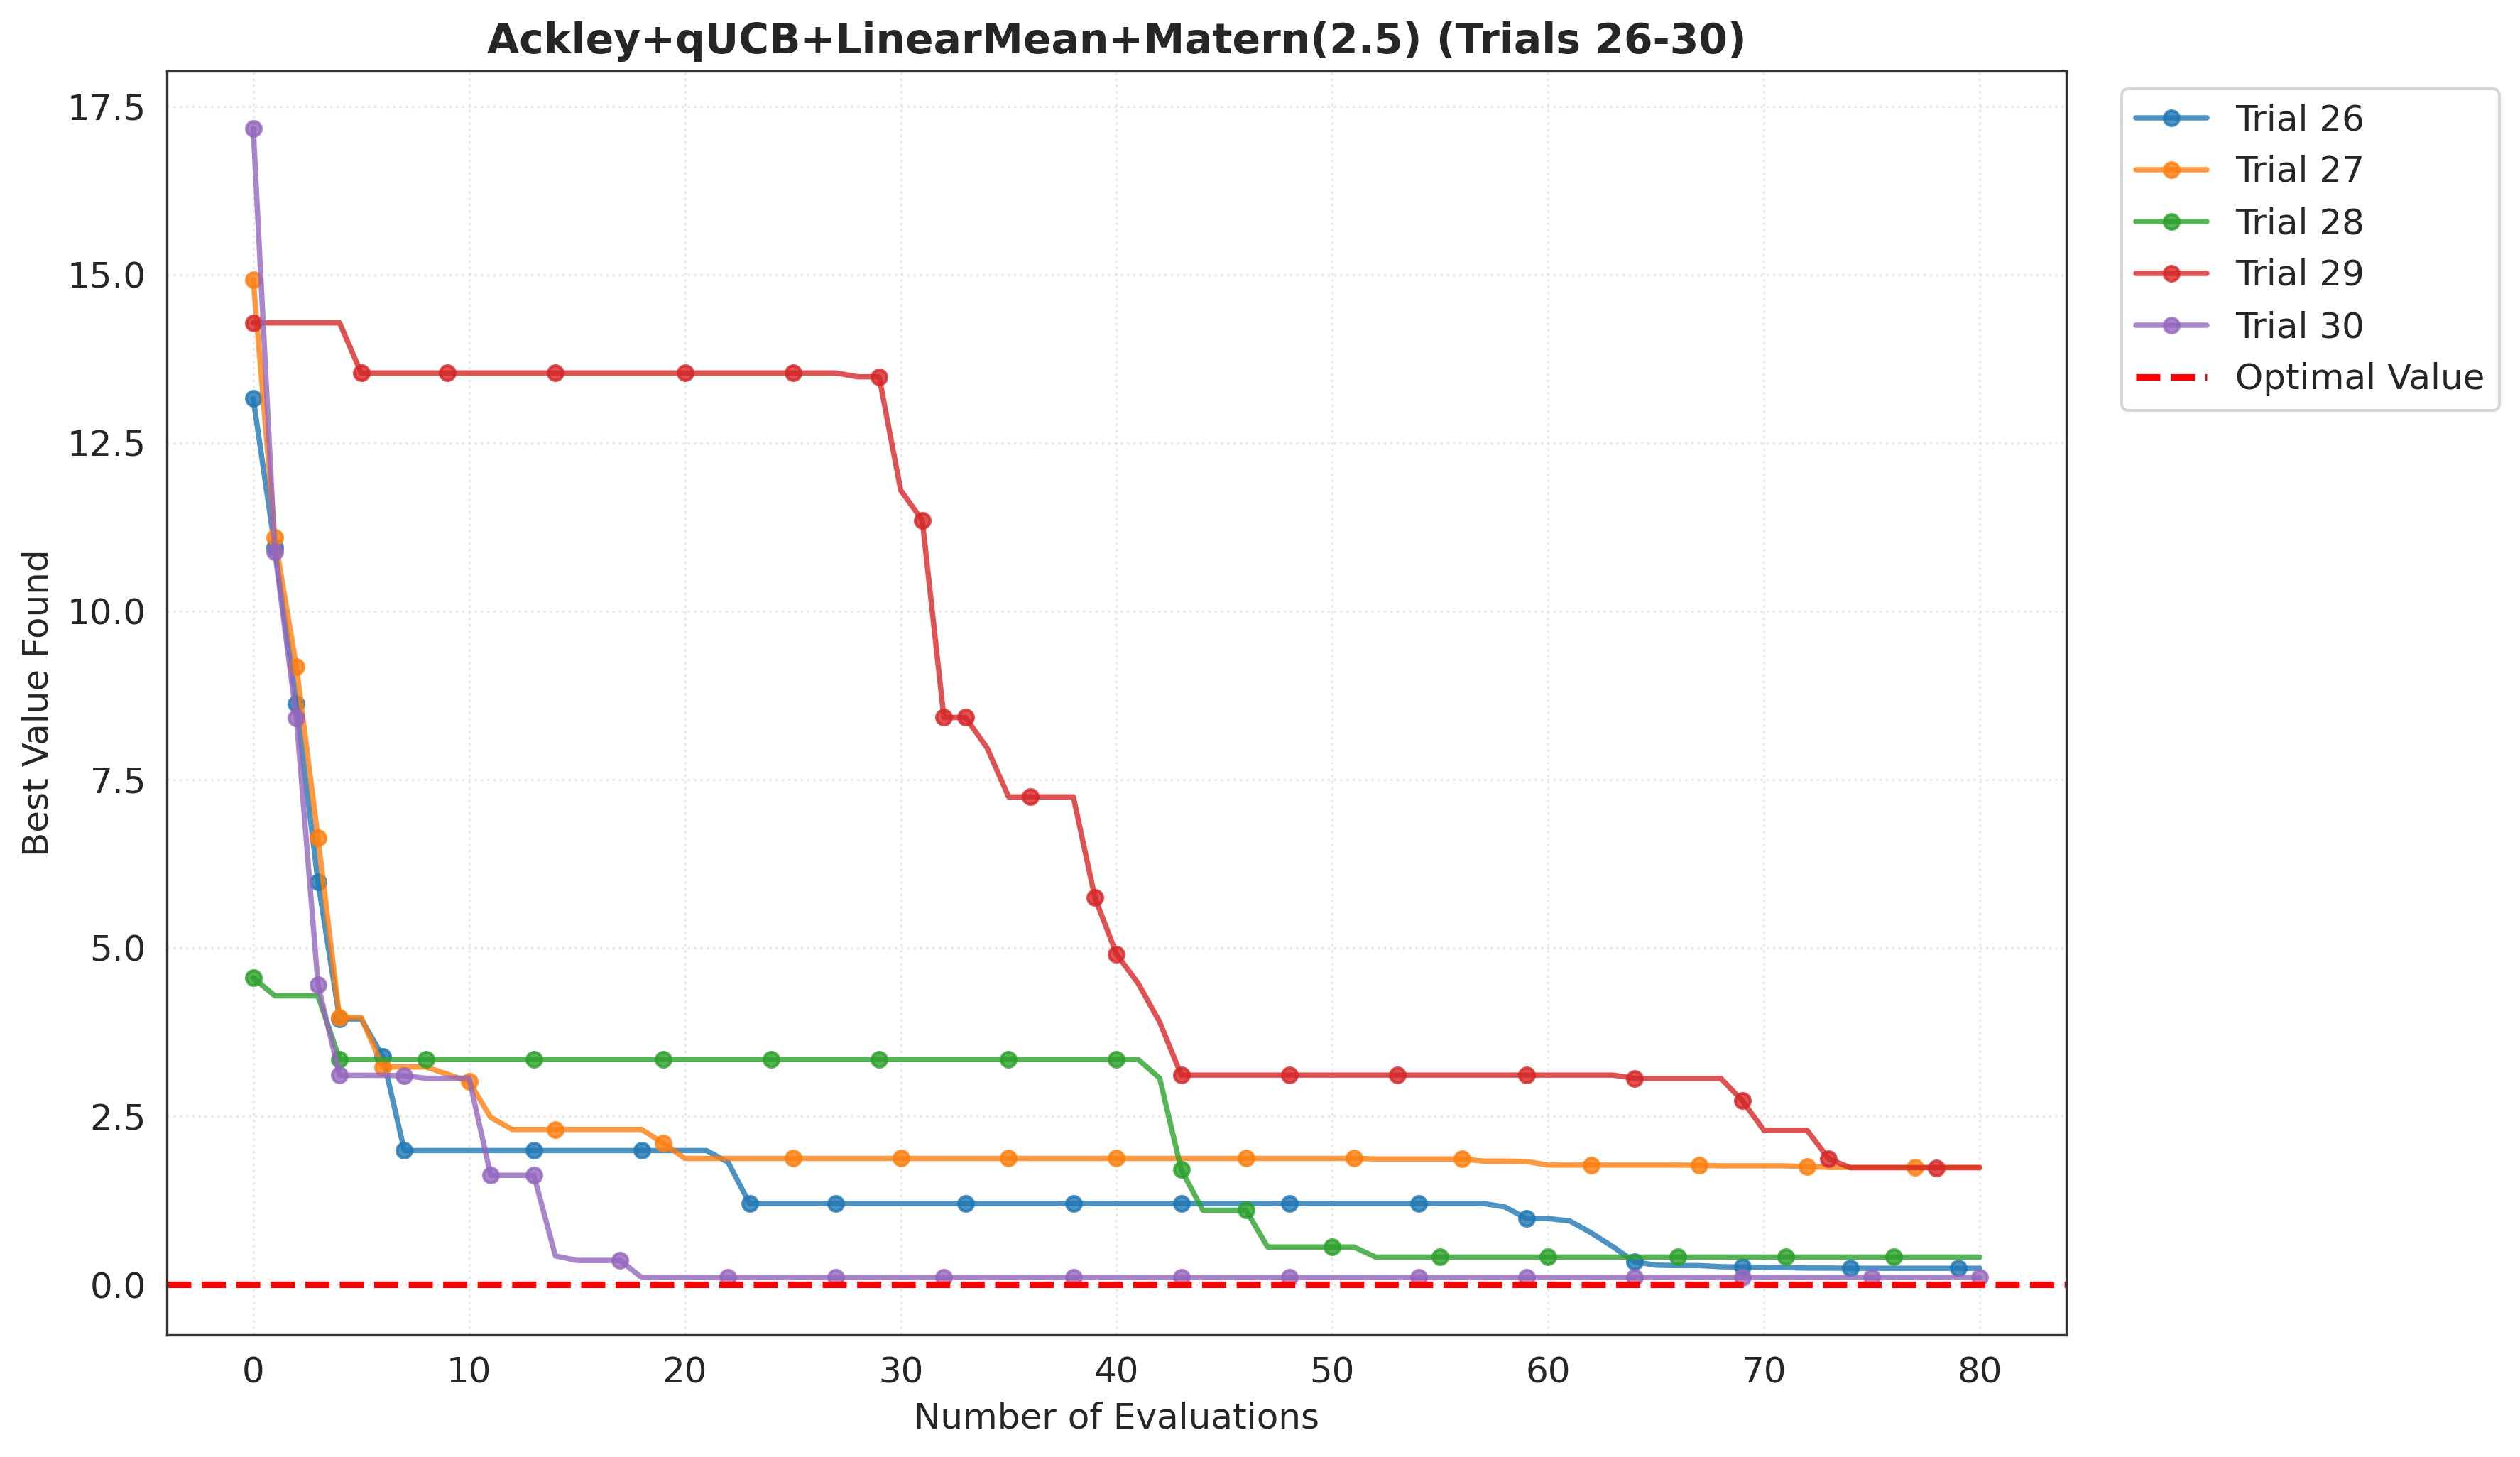 Ackley+qUCB+LinearMean+Matern(2.5) (Trials 26-30)
17.5
15.0
12.5
10.0
7.5
5.0
2.5
0.0
Best Value Found
0 10 20 30 40 50 60 70 80
Number of Evaluations
Trial 26
Trial 27
Trial 28
Trial 29
Trial 30
Optimal Value